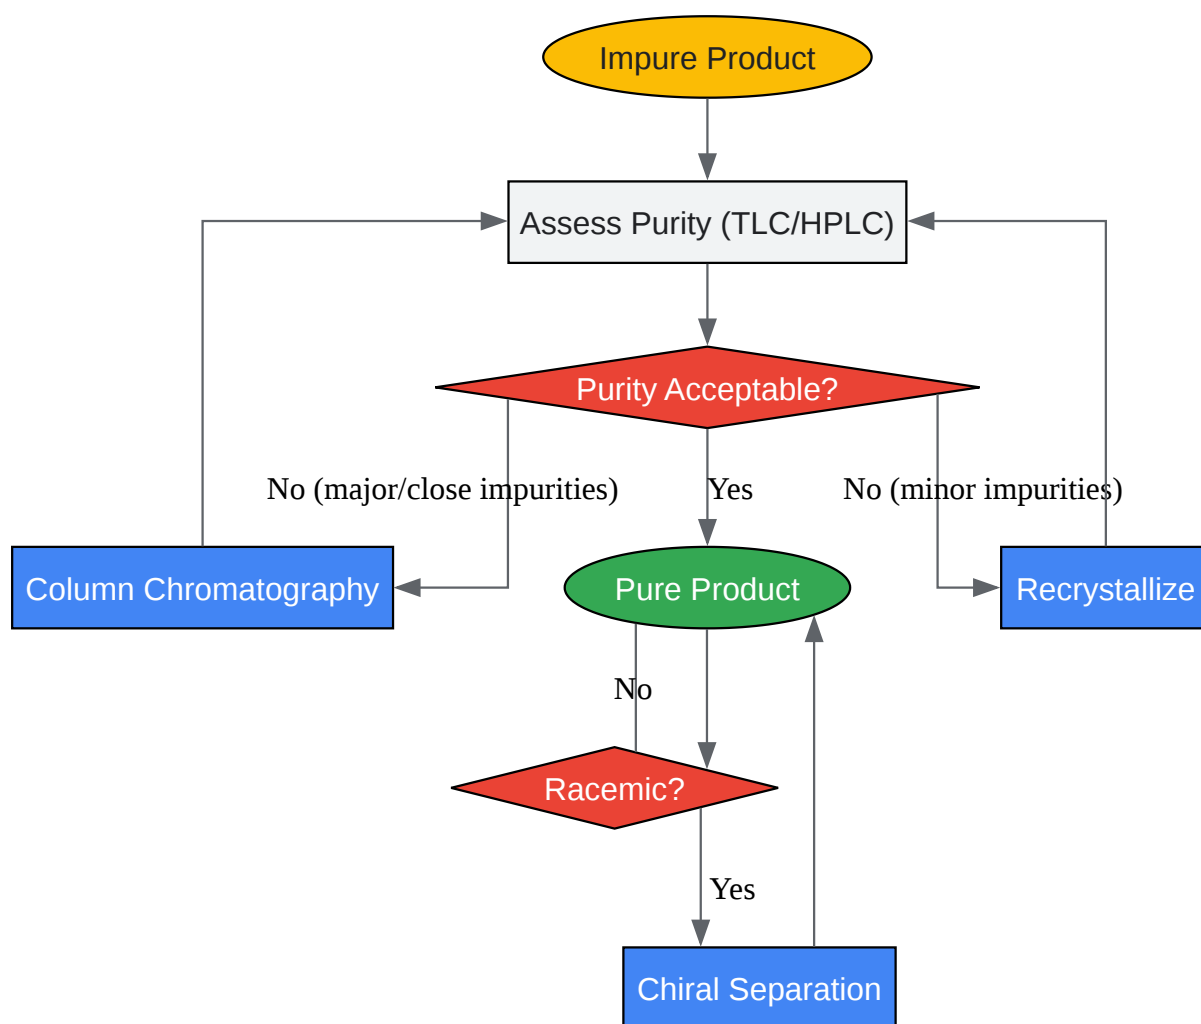 Impure Product
Assess Purity (TLC/HPLC)
Purity Acceptable?
No (major/close impurities)
Yes
No (minor impurities)
Column Chromatography
Pure Product
Recrystallize
No
Racemic?
Yes
Chiral Separation